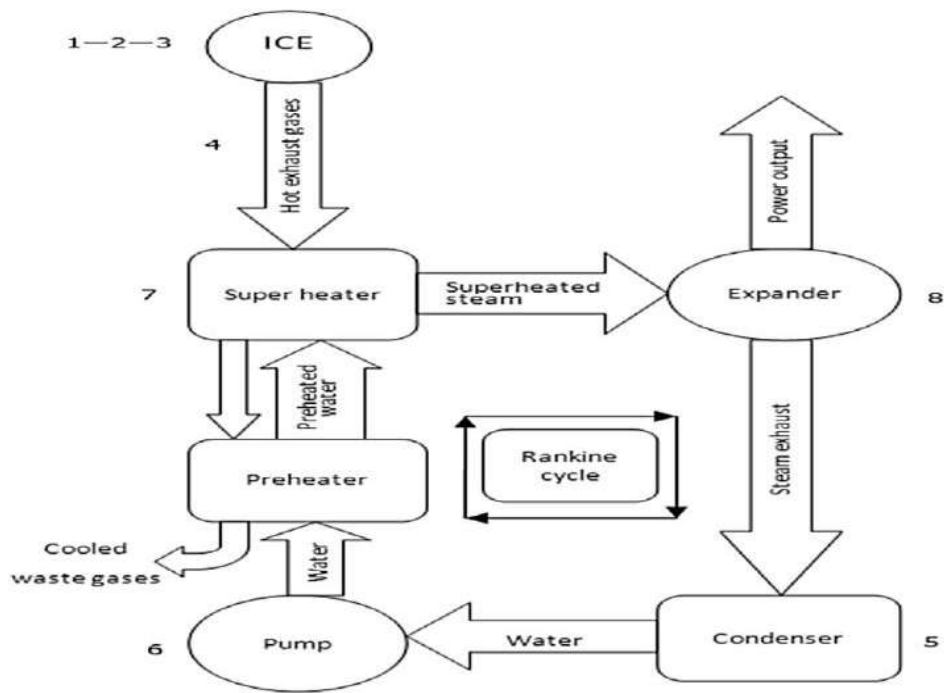 1—2—3
ICE
4
Hot exhaust gases
Power output
7
Super heater
Superheated
steam
Expander
8
Preheated
water
Steam exhaust
Rankine
cycle
Preheater
Cooled
waste gases
Water
6
Pump
Water
Condenser
5